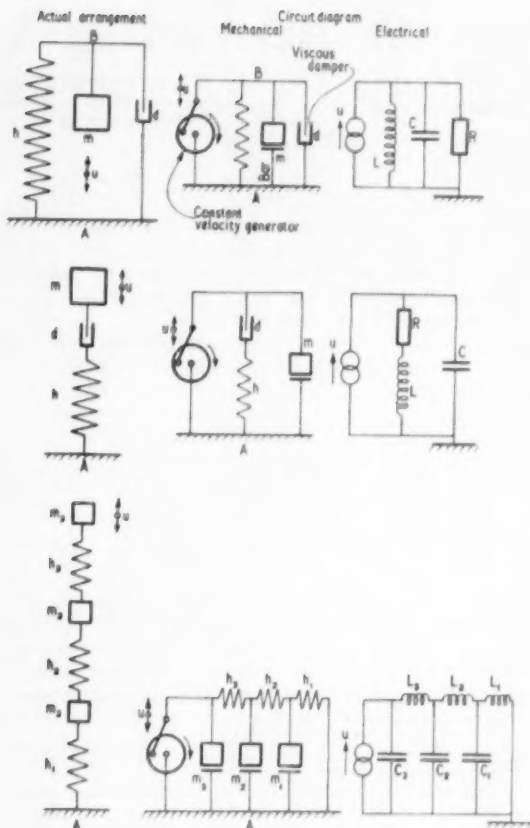 Actual arrangement
Circuit diagram
Mechanical
Electrical
Viscous
damper
B
B
u
h
m
d
u
m
Bar
d
u
L
C
R
A
A
Constant
velocity generator
m
u
d
h
A
u
d
h
m
A
u
R
L
C
m₃
u
h₃
m₂
h₂
m₃
h₁
A
u
h₃
h₂
h₁
m₃
m₂
m₁
A
u
L₃
L₂
L₁
C₃
C₂
C₁